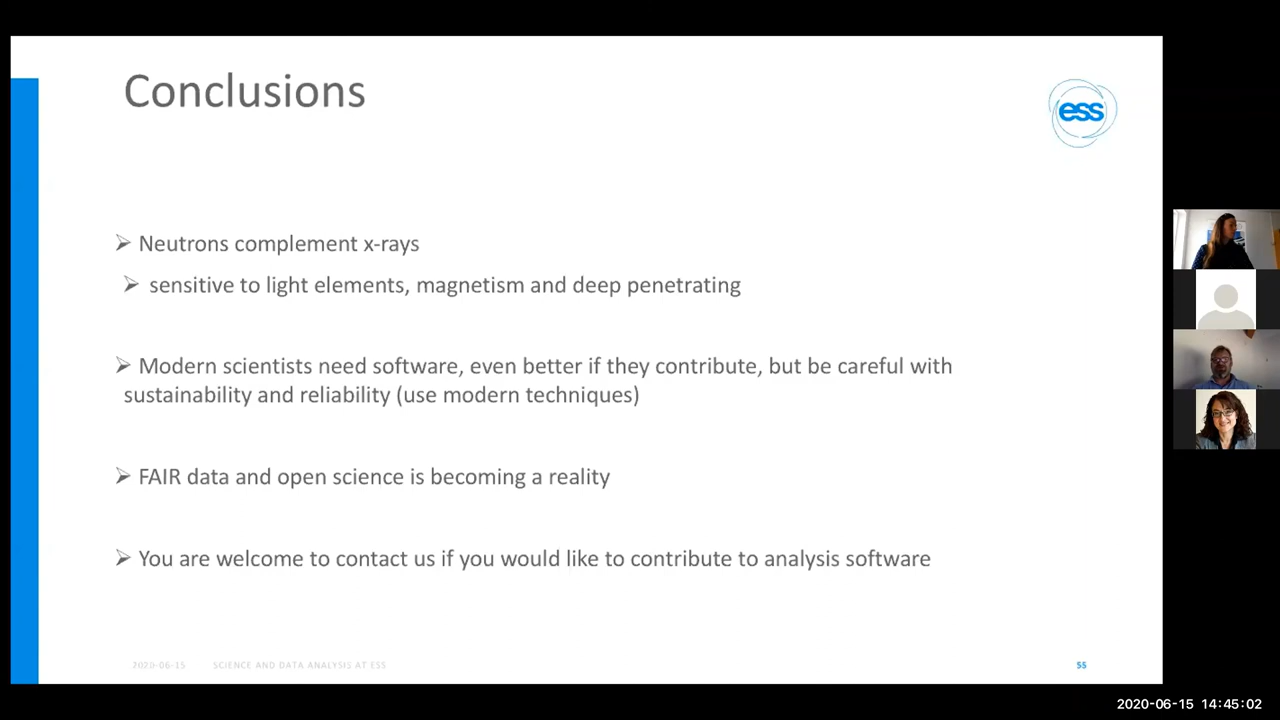 Conclusions
ess
➢ Neutrons complement x-rays
➢ sensitive to light elements, magnetism and deep penetrating
➢ Modern scientists need software, even better if they contribute, but be careful with
sustainability and reliability (use modern techniques)
➢ FAIR data and open science is becoming a reality
➢ You are welcome to contact us if you would like to contribute to analysis software
2020-06-15 SCIENCE AND DATA ANALYSIS AT ESS 55
2020-06-15 14:45:02